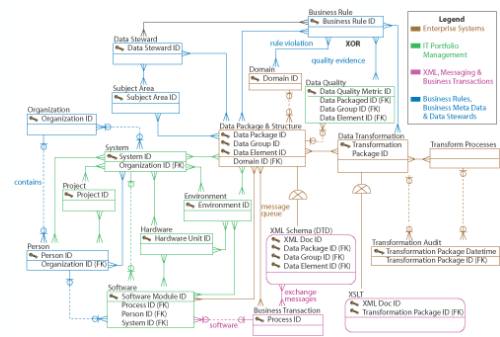 Business Rule
Business Rule ID
Legend
Enterprise Systems
IT Portfolio
Management
XML, Messaging &
Business Transactions
Business Rules,
Business Meta Data
& Data Stewards
Data Steward
Data Steward ID
rule violation
XOR
quality evidence
Subject Area
Subject Area ID
Domain
Domain ID
Data Quality
Data Quality Metric ID
Data Packaged ID (FK)
Data Group ID (FK)
Data Element ID (FK)
Organization
Organization ID
Data Package & Structure
Data Package ID
Data Group ID
Data Element ID
Domain ID (FK)
Data Transformation
Transformation
Package ID
Transform Processes
System
System ID
Organization ID (FK)
contains
Project
Project ID
Environment
Environment ID
message
queue
Hardware
Hardware Unit ID
XML Schema (DTD)
XML Doc ID
Data Package ID (FK)
Data Group ID (FK)
Data Element ID (FK)
Transformation Audit
Transformation Package Datetime
Transformation Package ID (FK)
Person
Person ID
Organization ID (FK)
Software
Software Module ID
Process ID (FK)
Person ID (FK)
System ID (FK)
exchange
messages
software
Business Transaction
Process ID
XSLT
XML Doc ID
Transformation Package ID (FK)